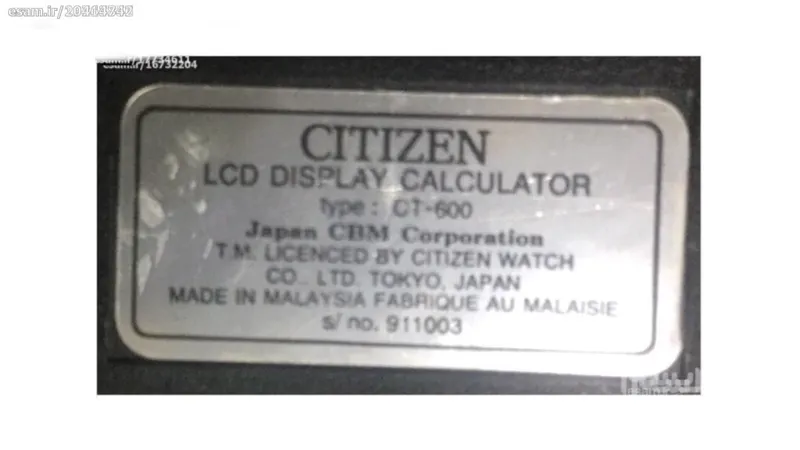 CITIZEN
LCD DISPLAY CALCULATOR
type : CT-600
Japan CBM Corporation
T.M. LICENCED BY CITIZEN WATCH
CO., LTD. TOKYO, JAPAN
MADE IN MALAYSIA FABRIQUE AU MALAISIE
s/ no. 911003
esam.ir/16732204